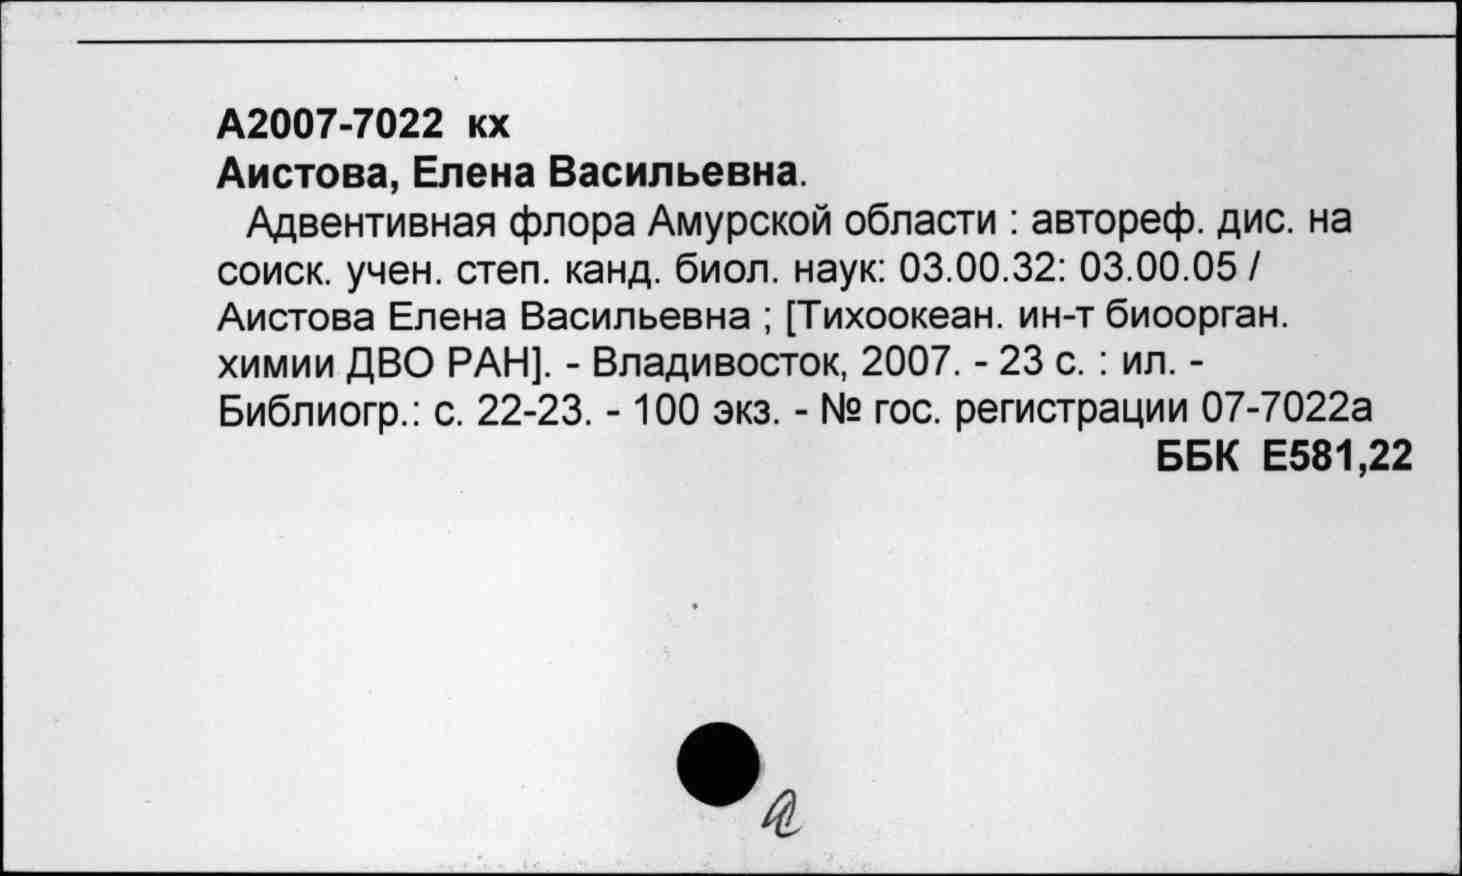 А2007-7022 кх
Аистова, Елена Васильевна.
Адвентивная флора Амурской области : автореф. дис. на
соиск. учен. степ. канд. биол. наук: 03.00.32: 03.00.05 /
Аистова Елена Васильевна ; [Тихоокеан. ин-т биоорган.
химии ДВО РАН]. - Владивосток, 2007. - 23 с. : ил. -
Библиогр.: с. 22-23. - 100 экз. - № гос. регистрации 07-7022а
ББК Е581,22